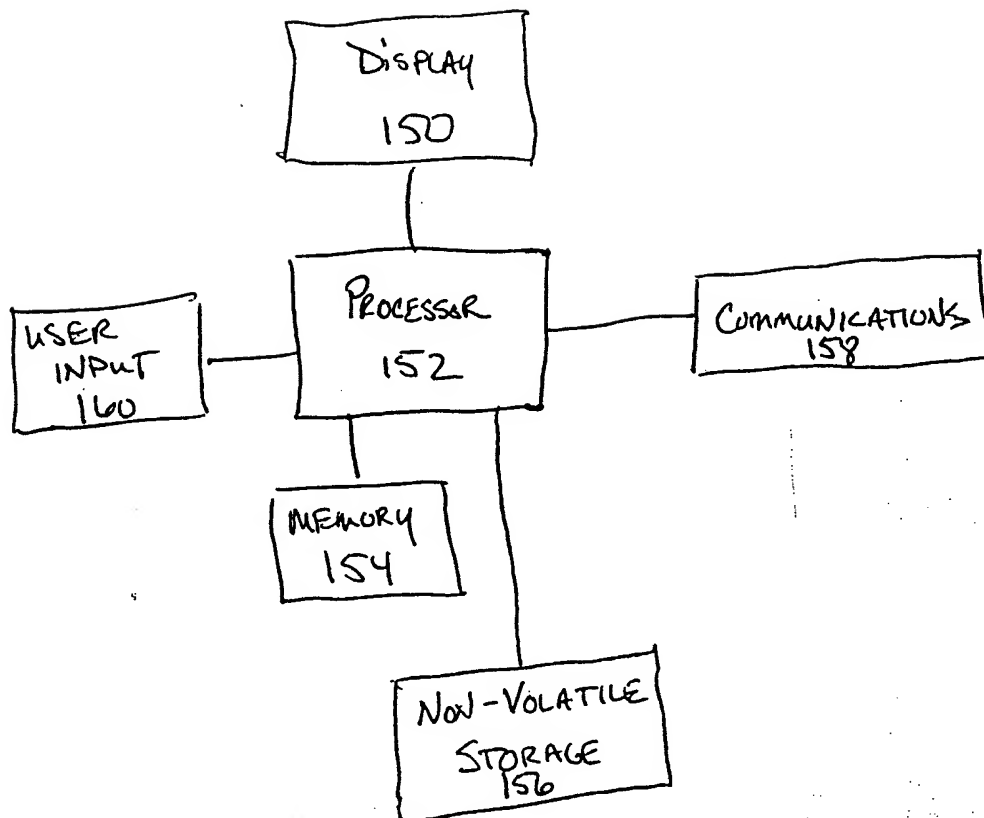 DISPLAY
150
PROCESSOR
152
USER
INPUT
160
COMMUNICATIONS
158
MEMORY
154
NON-VOLATILE
STORAGE
156